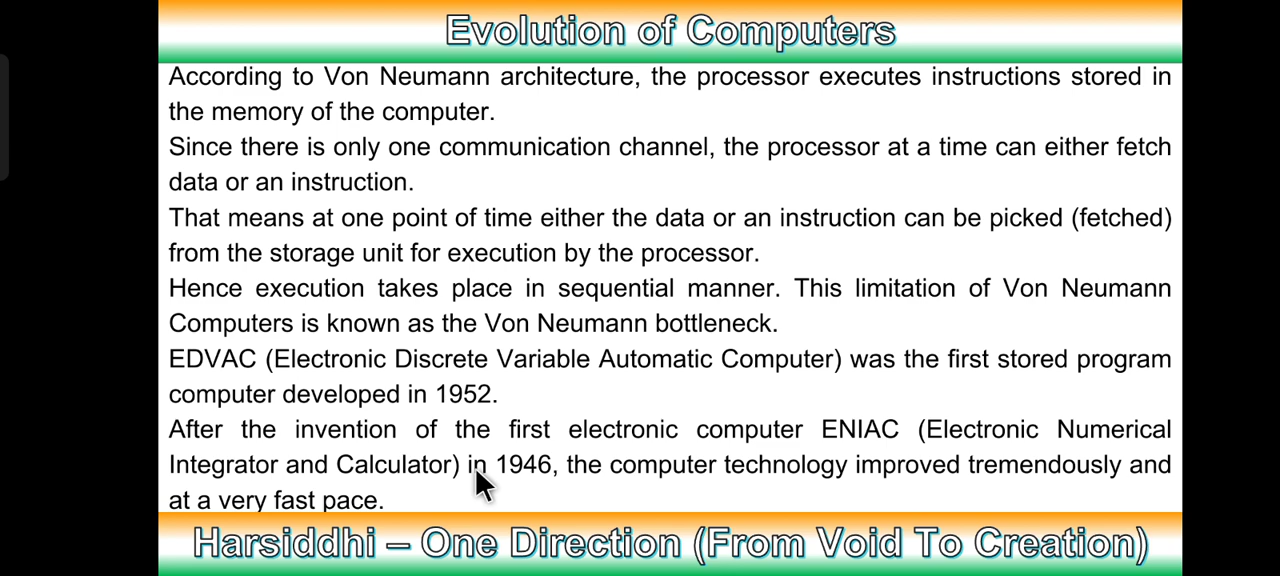 Evolution of Computers
According to Von Neumann architecture, the processor executes instructions stored in
the memory of the computer.
Since there is only one communication channel, the processor at a time can either fetch
data or an instruction.
That means at one point of time either the data or an instruction can be picked (fetched)
from the storage unit for execution by the processor.
Hence execution takes place in sequential manner. This limitation of Von Neumann
Computers is known as the Von Neumann bottleneck.
EDVAC (Electronic Discrete Variable Automatic Computer) was the first stored program
computer developed in 1952.
After the invention of the first electronic computer ENIAC (Electronic Numerical
Integrator and Calculator) in 1946, the computer technology improved tremendously and
at a very fast pace.
Harsiddhi – One Direction (From Void To Creation)